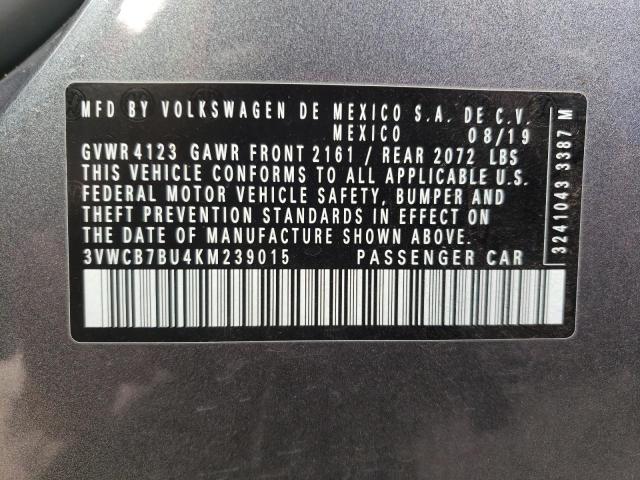 MFD BY VOLKSWAGEN DE MEXICO S.A. DE C.V.
MEXICO 08/19
GVWR 4123 GAWR FRONT 2161 / REAR 2072 LBS
THIS VEHICLE CONFORMS TO ALL APPLICABLE U.S.
FEDERAL MOTOR VEHICLE SAFETY, BUMPER AND
THEFT PREVENTION STANDARDS IN EFFECT ON
THE DATE OF MANUFACTURE SHOWN ABOVE.
3VWCB7BU4KM239015 PASSENGER CAR
3241043 3387 M